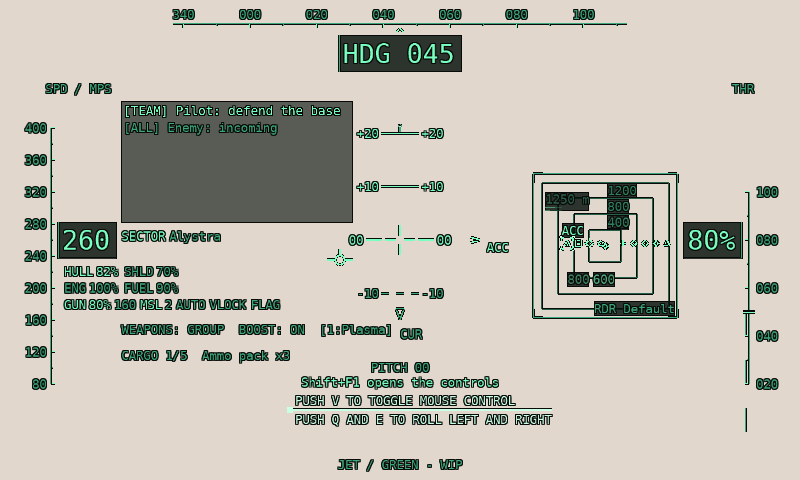 340 000 020 040 060 080 100
HDG 045
SPD / MPS
THR
[TEAM] Pilot: defend the base
[ALL] Enemy: incoming
400
360
320
280
240
200
160
120
80
260
+20 +20
+10 +10
00 00
-10 -10
ACC
CUR
SECTOR Alystra
HULL 82% SHLD 70%
ENG 100% FUEL 90%
GUN 80% 160 MSL 2 AUTO VLOCK FLAG
WEAPONS: GROUP BOOST: ON [1:Plasma]
CARGO 1/5 Ammo pack x3
PITCH 00
Shift+F1 opens the controls
PUSH V TO TOGGLE MOUSE CONTROL
PUSH Q AND E TO ROLL LEFT AND RIGHT
1250 m
1200
800
400
ACC
800 600
RDR Default
100
080
060
040
020
80%
JET / GREEN - WIP